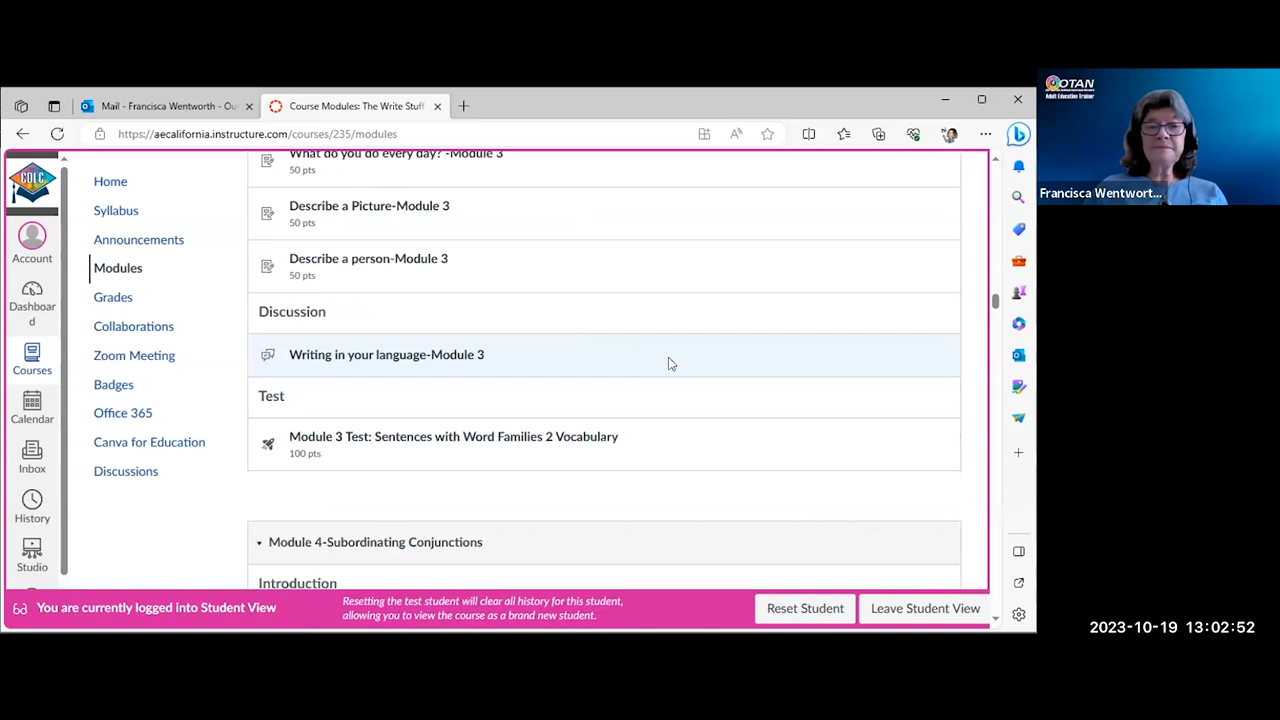 Mail - Francisca Wentworth - Ou
Course Modules: The Write Stuff
https://aecalifornia.instructure.com/courses/235/modules
CDLC
Account
Dashboar
d
Courses
Calendar
Inbox
History
Studio
Home
Syllabus
Announcements
Modules
Grades
Collaborations
Zoom Meeting
Badges
Office 365
Canva for Education
Discussions
What do you do every day? -Module 3
50 pts
Describe a Picture-Module 3
50 pts
Describe a person-Module 3
50 pts
Discussion
Writing in your language-Module 3
Test
Module 3 Test: Sentences with Word Families 2 Vocabulary
100 pts
Module 4-Subordinating Conjunctions
Introduction
You are currently logged into Student View
Resetting the test student will clear all history for this student,
allowing you to view the course as a brand new student.
Reset Student
Leave Student View
OTAN
Adult Education Trainer
Francisca Wentwort...
2023-10-19 13:02:52